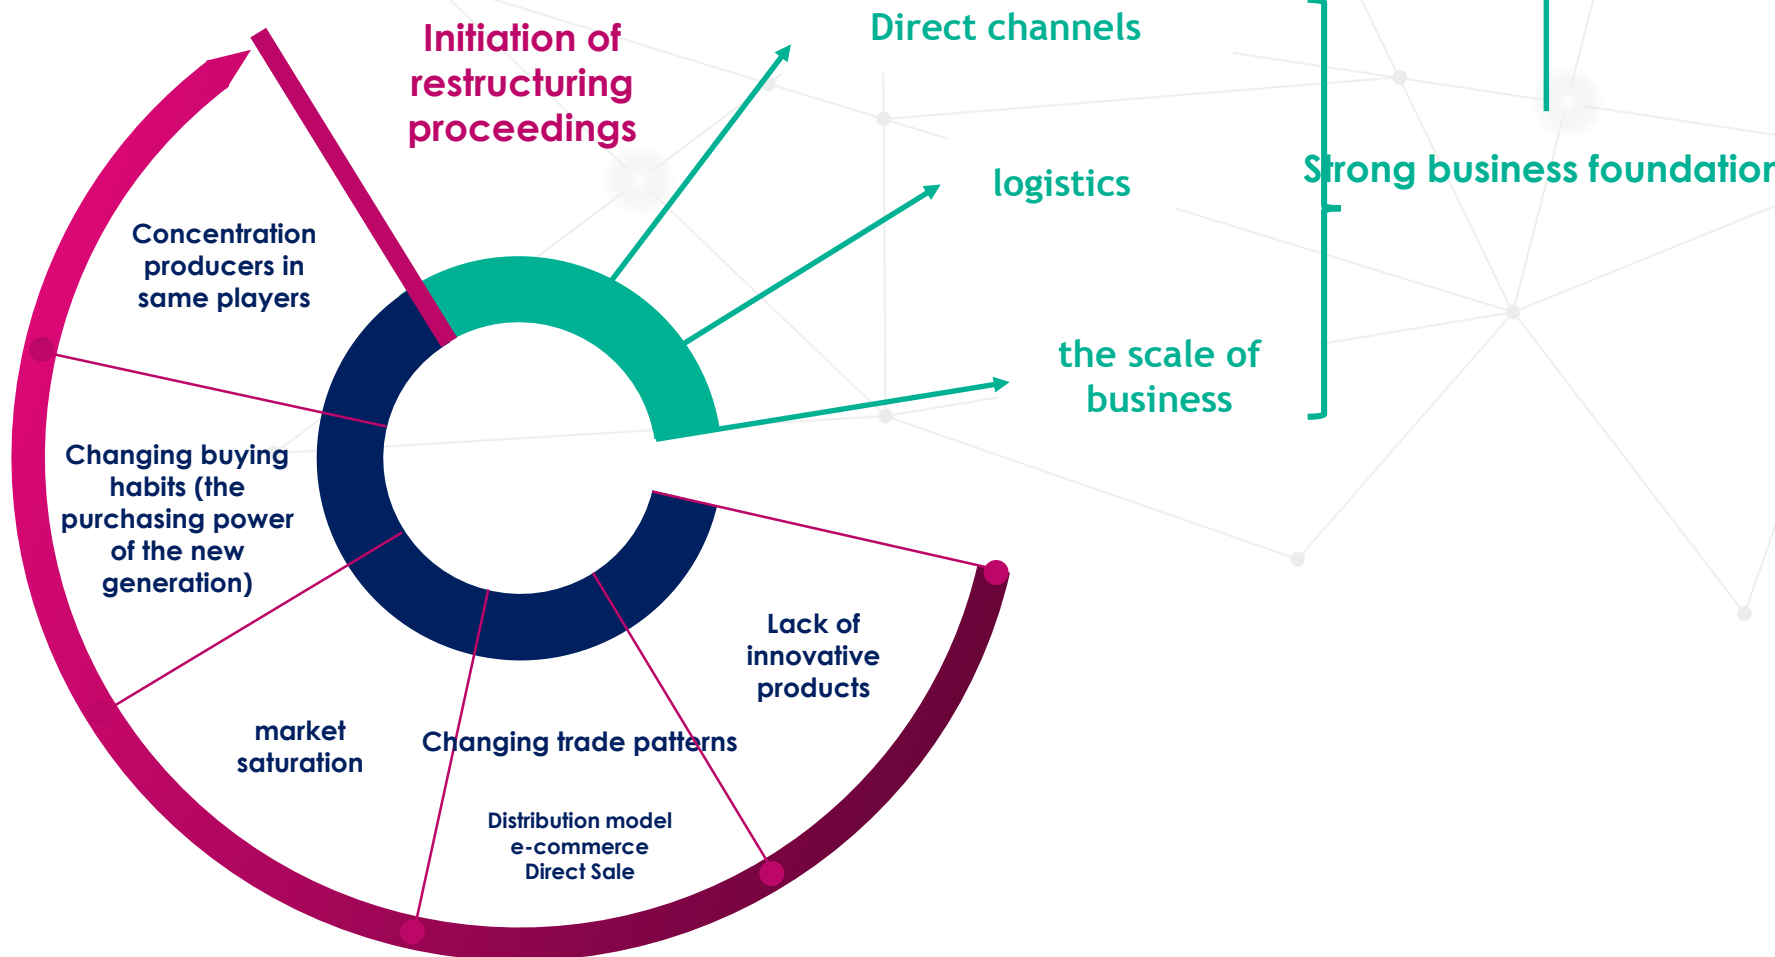 Initiation of
restructuring
proceedings
Direct channels
logistics
the scale of
business
Strong business foundation
Concentration
producers in
same players
Changing buying
habits (the
purchasing power
of the new
generation)
market
saturation
Changing trade patterns
Distribution model
e-commerce
Direct Sale
Lack of
innovative
products